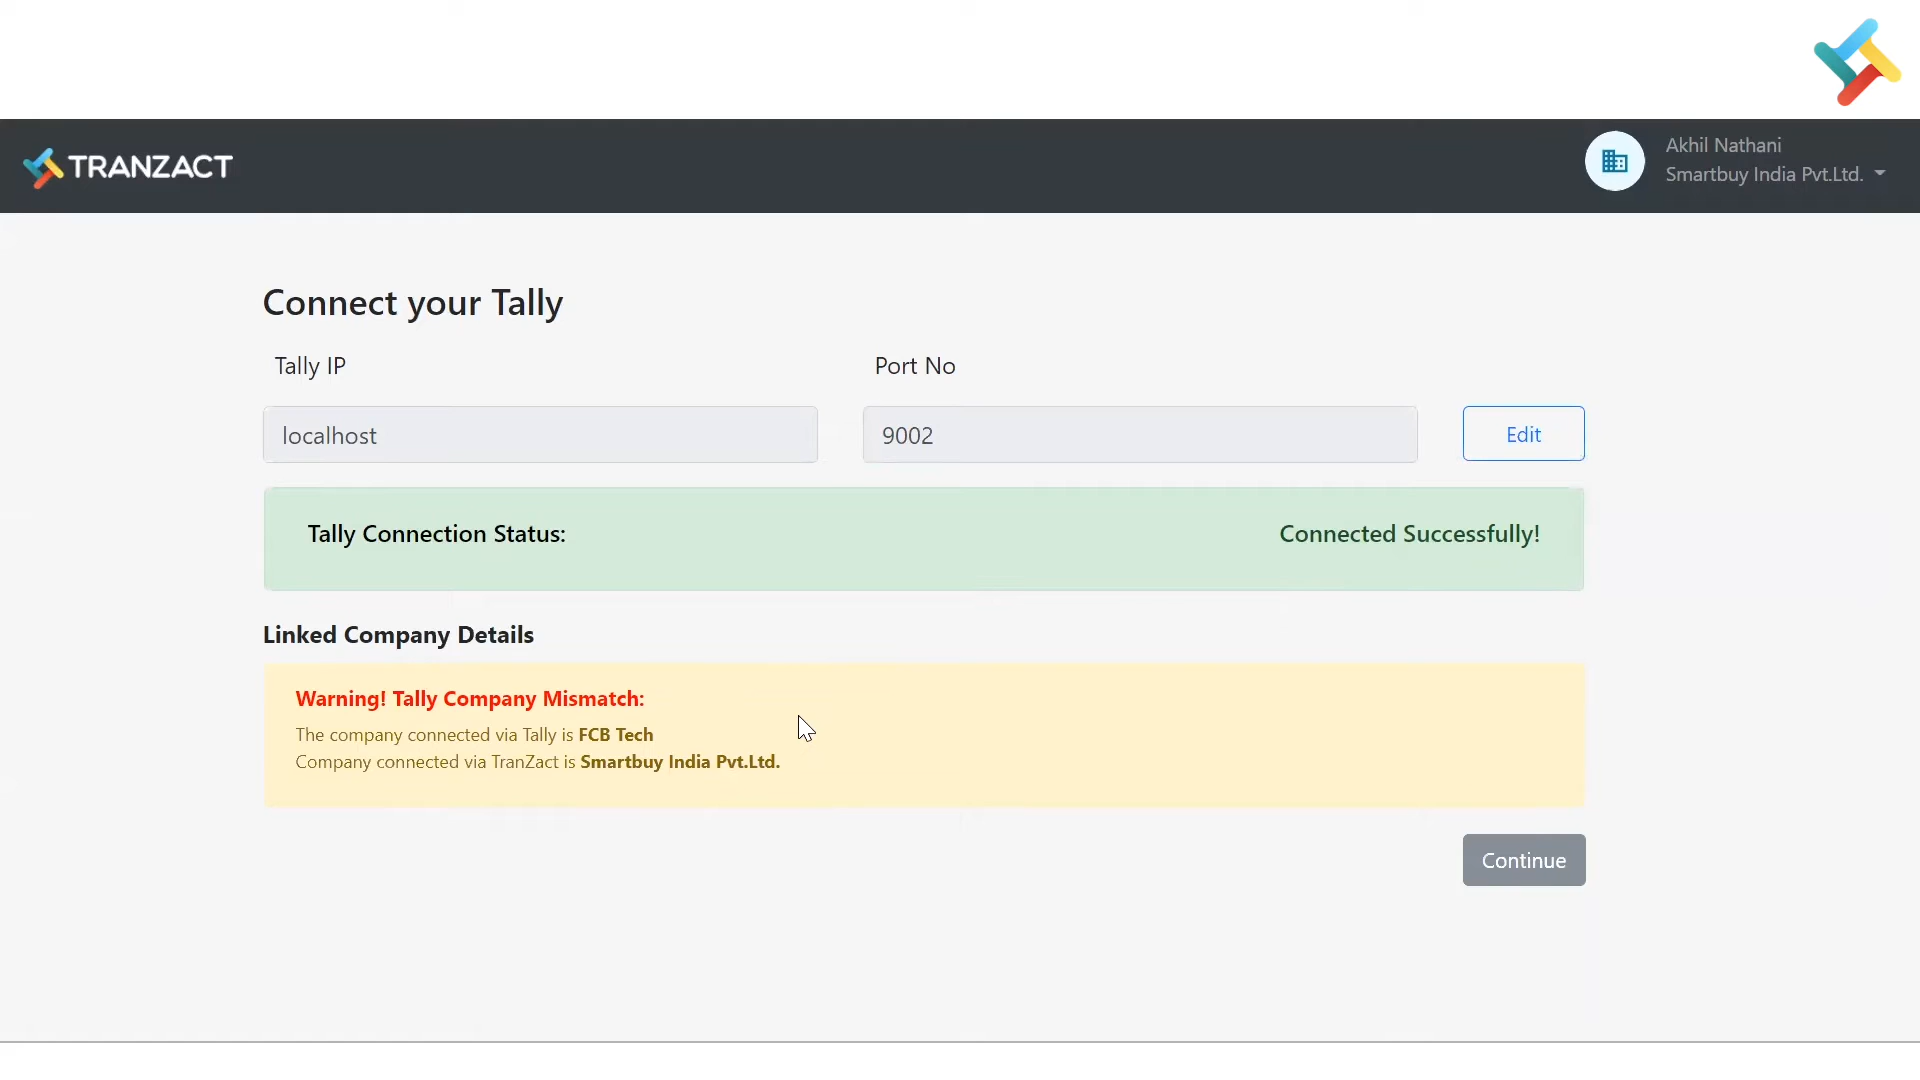 TRANZACT
Akhil Nathani
Smartbuy India Pvt.Ltd.
Connect your Tally
Tally IP
Port No
localhost
9002
Edit
Tally Connection Status:
Connected Successfully!
Linked Company Details
Warning! Tally Company Mismatch:
The company connected via Tally is FCB Tech
Company connected via TranZact is Smartbuy India Pvt.Ltd.
Continue